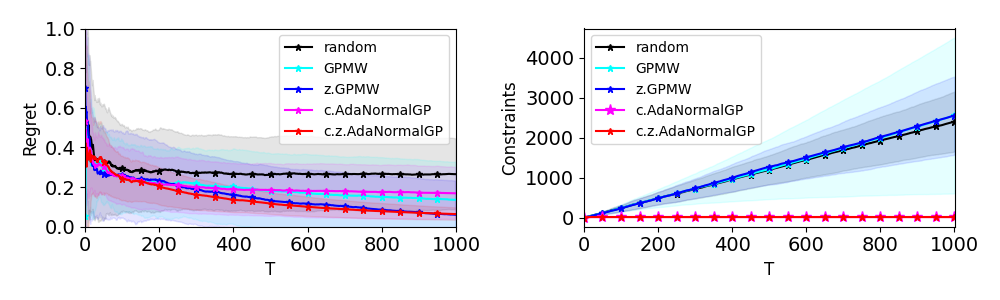 Regret
1.0
0.8
0.6
0.4
0.2
0.0
0
200
400
600
800
1000
T
random
GPMW
z.GPMW
c.AdaNormalGP
c.z.AdaNormalGP
Constraints
4000
3000
2000
1000
0
0
200
400
600
800
1000
T
random
GPMW
z.GPMW
c.AdaNormalGP
c.z.AdaNormalGP